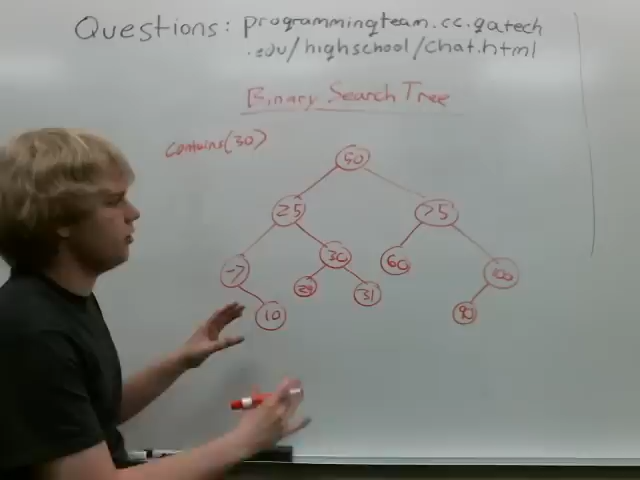 Questions: programmingteam.cc.gatech
.edu/highschool/chat.html
Binary Search Tree
contains(30)
50
25 75
-7 30 60 100
29 31 90
10